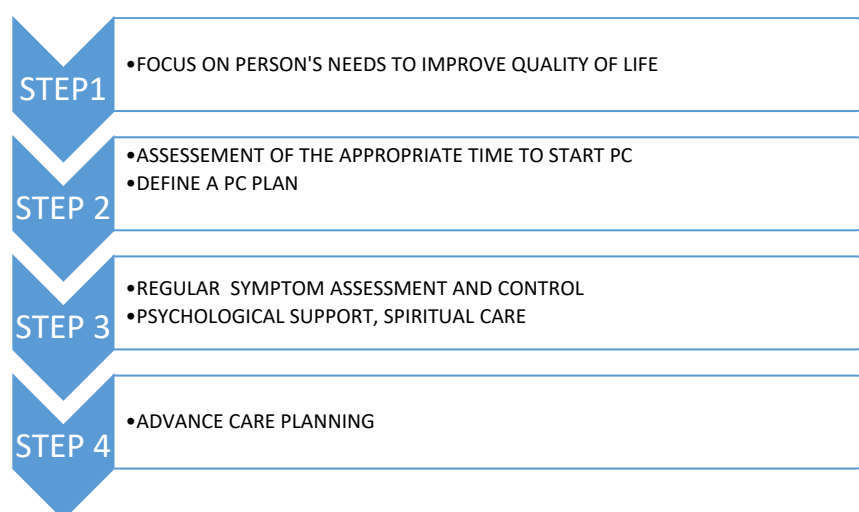 STEP1
•FOCUS ON PERSON'S NEEDS TO IMPROVE QUALITY OF LIFE
STEP 2
•ASSESSEMENT OF THE APPROPRIATE TIME TO START PC
•DEFINE A PC PLAN
STEP 3
•REGULAR  SYMPTOM ASSESSMENT AND CONTROL
•PSYCHOLOGICAL SUPPORT, SPIRITUAL CARE
STEP 4
•ADVANCE CARE PLANNING